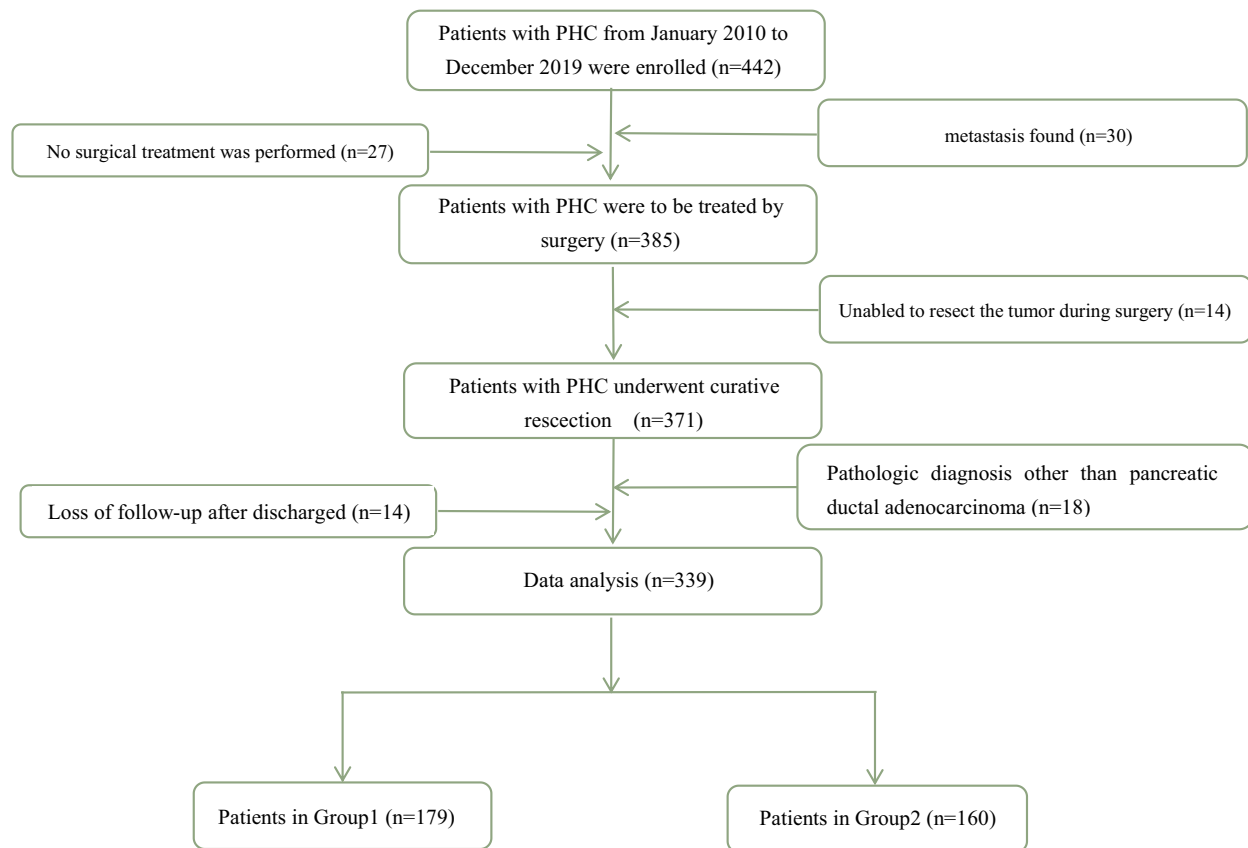 Patients with PHC from January 2010 to
December 2019 were enrolled (n=442)
No surgical treatment was performed (n=27)
metastasis found (n=30)
Patients with PHC were to be treated by
surgery (n=385)
Unabled to resect the tumor during surgery (n=14)
Patients with PHC underwent curative
rescection (n=371)
Pathologic diagnosis other than pancreatic
ductal adenocarcinoma (n=18)
Loss of follow-up after discharged (n=14)
Data analysis (n=339)
Patients in Group1 (n=179)
Patients in Group2 (n=160)